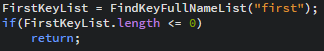 FirstKeyList = FindKeyFullNameList("first");
if(FirstKeyList.length <= 0)
    return;